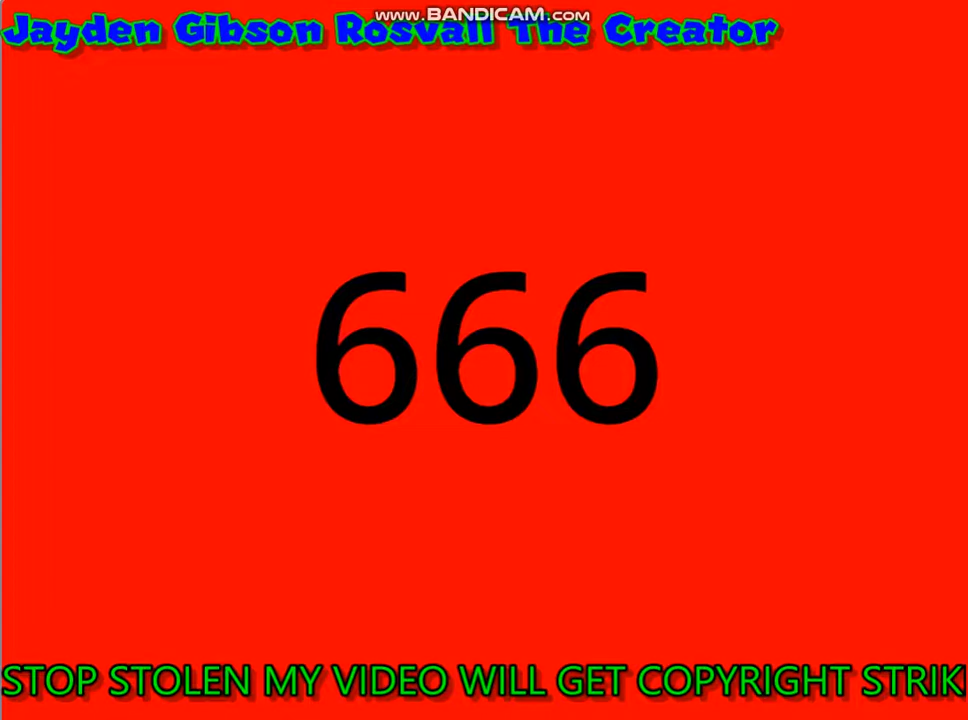 www.BANDICAM.com
Jayden Gibson Rosvall The Creator
666
STOP STOLEN MY VIDEO WILL GET COPYRIGHT STRIK